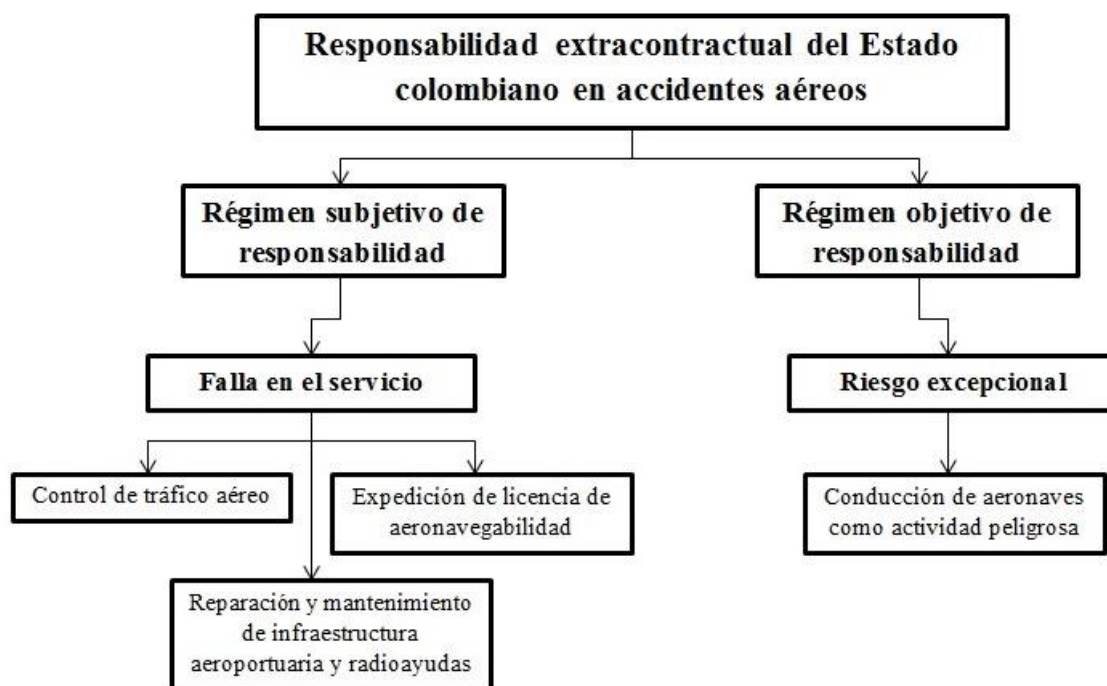 Responsabilidad extracontractual del Estado
colombiano en accidentes aéreos
Régimen subjetivo de
responsabilidad
Régimen objetivo de
responsabilidad
Falla en el servicio
Riesgo excepcional
Control de tráfico aéreo
Expedición de licencia de
aeronavegabilidad
Conducción de aeronaves
como actividad peligrosa
Reparación y mantenimiento
de infraestructura
aeroportuaria y radioayudas